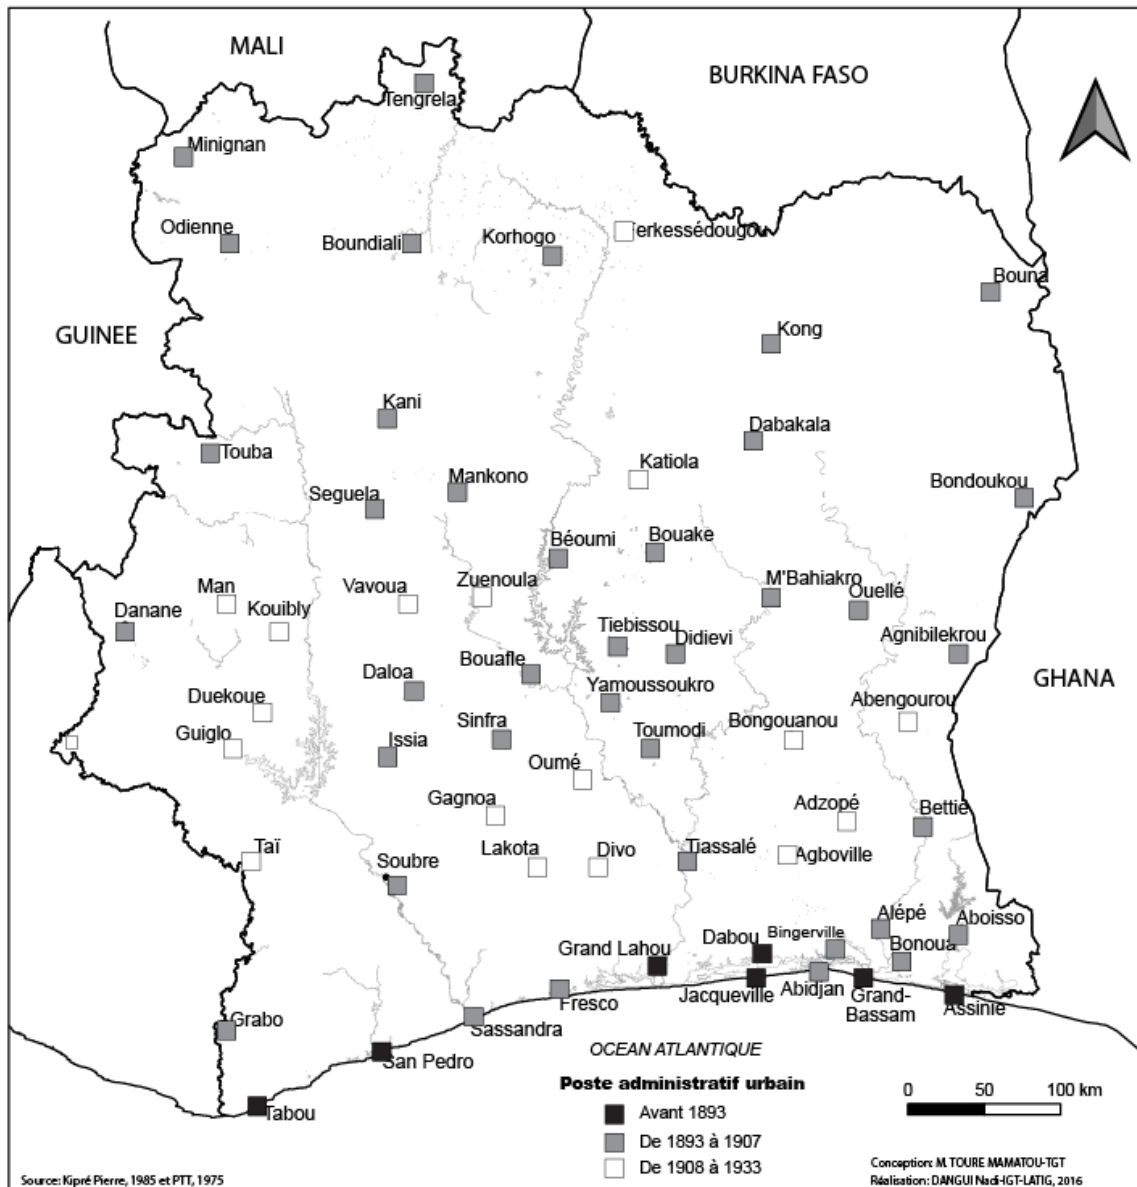 MALI
BURKINA FASO
Tengrela
Minignan
Odienne
Boundiali
Korhogo
Ferkessédougou
Bouna
GUINEE
Kong
Kani
Dabakala
Touba
Katiola
Mankono
Seguela
Bondoukou
Béoumi
Bouake
Man
Vavoua
Zuenoula
M'Bahiakro
Ouellé
Danane
Kouibly
Tiebissou
Didievi
Agnibilekrou
Bouafle
Daloa
GHANA
Yamoussoukro
Duekoue
Abengourou
Sinfra
Bongouanou
Guiglo
Issia
Toumodi
Oumé
Gagnoa
Adzopé
Bettié
Taï
Lakota
Divo
Tiassalé
Agboville
Soubre
Alépé
Aboisso
Dabou
Bingerville
Grand Lahou
Bonoua
Jacqueville
Abidjan
Grand-
Bassam
Assinie
Fresco
Grabo
Sassandra
San Pedro
OCEAN ATLANTIQUE
Tabou
Poste administratif urbain
Avant 1893
De 1893 à 1907
De 1908 à 1933
0 50 100 km
Source: Kipré Pierre, 1985 et PTT, 1975
Conception: M. TOURE MAMATOU-TGT
Réalisation: DANGUI Nadi-IGT-LATIG, 2016